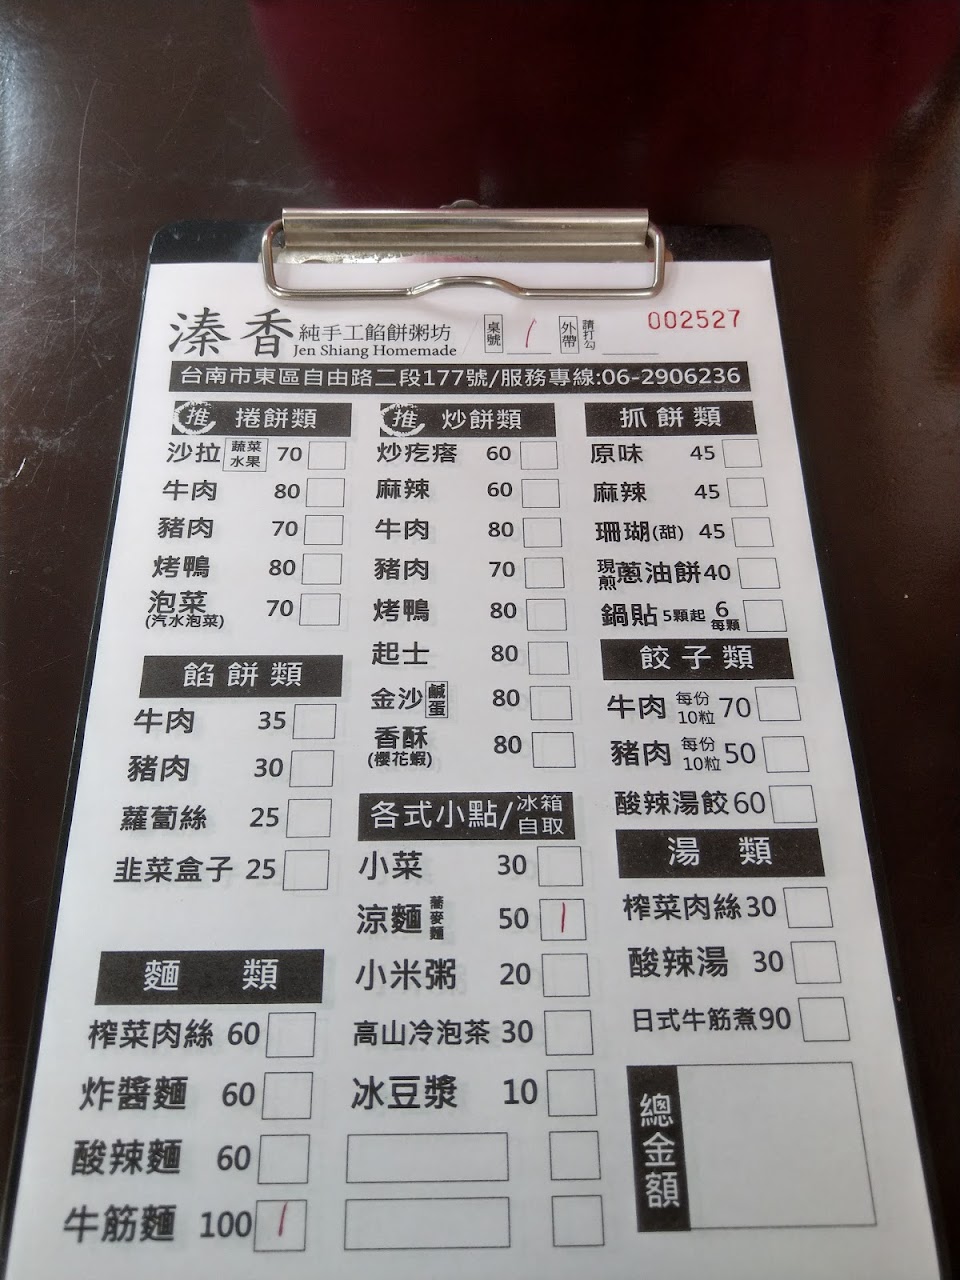 溱香 純手工餡餅粥坊 桌號 1 外帶 請打勾 002527
Jen Shiang Homemade
台南市東區自由路二段177號/服務專線:06-2906236
推 捲餅類
沙拉 蔬菜水果 70
牛肉 80
豬肉 70
烤鴨 80
泡菜 70
(汽水泡菜)
餡餅類
牛肉 35
豬肉 30
蘿蔔絲 25
韭菜盒子 25
麵 類
榨菜肉絲 60
炸醬麵 60
酸辣麵 60
牛筋麵 100 1
推 炒餅類
炒疙瘩 60
麻辣 60
牛肉 80
豬肉 70
烤鴨 80
起士 80
金沙 鹹蛋 80
香酥 80
(櫻花蝦)
各式小點/冰箱自取
小菜 30
涼麵 蕎麥麵 50 1
小米粥 20
高山冷泡茶 30
冰豆漿 10
抓餅類
原味 45
麻辣 45
珊瑚(甜) 45
現煎蔥油餅 40
鍋貼 5顆起 6 每顆
餃子類
牛肉 每份10粒 70
豬肉 每份10粒 50
酸辣湯餃 60
湯 類
榨菜肉絲 30
酸辣湯 30
日式牛筋煮 90
總金額